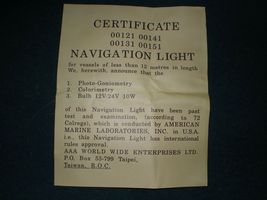 CERTIFICATE
00121 00141
00131 00151
NAVIGATION LIGHT
for vessels of less than 12 metres in length
We, herewith, announce that the
1. Photo-Goniometry
2. Colorimetry
3. Bulb 12V/24V 10W
of this Navigation Light have been past
test and examination, (according to 72
Colregs), which is conducted by AMERICAN
MARINE LABORATORIES, INC. in U.S.A.
i.e., this Navigation Light has international
rules approval.
AAA WORLD WIDE ENTERPRISES LTD.
P.O. Box 53-799 Taipei,
Taiwan, R.O.C.